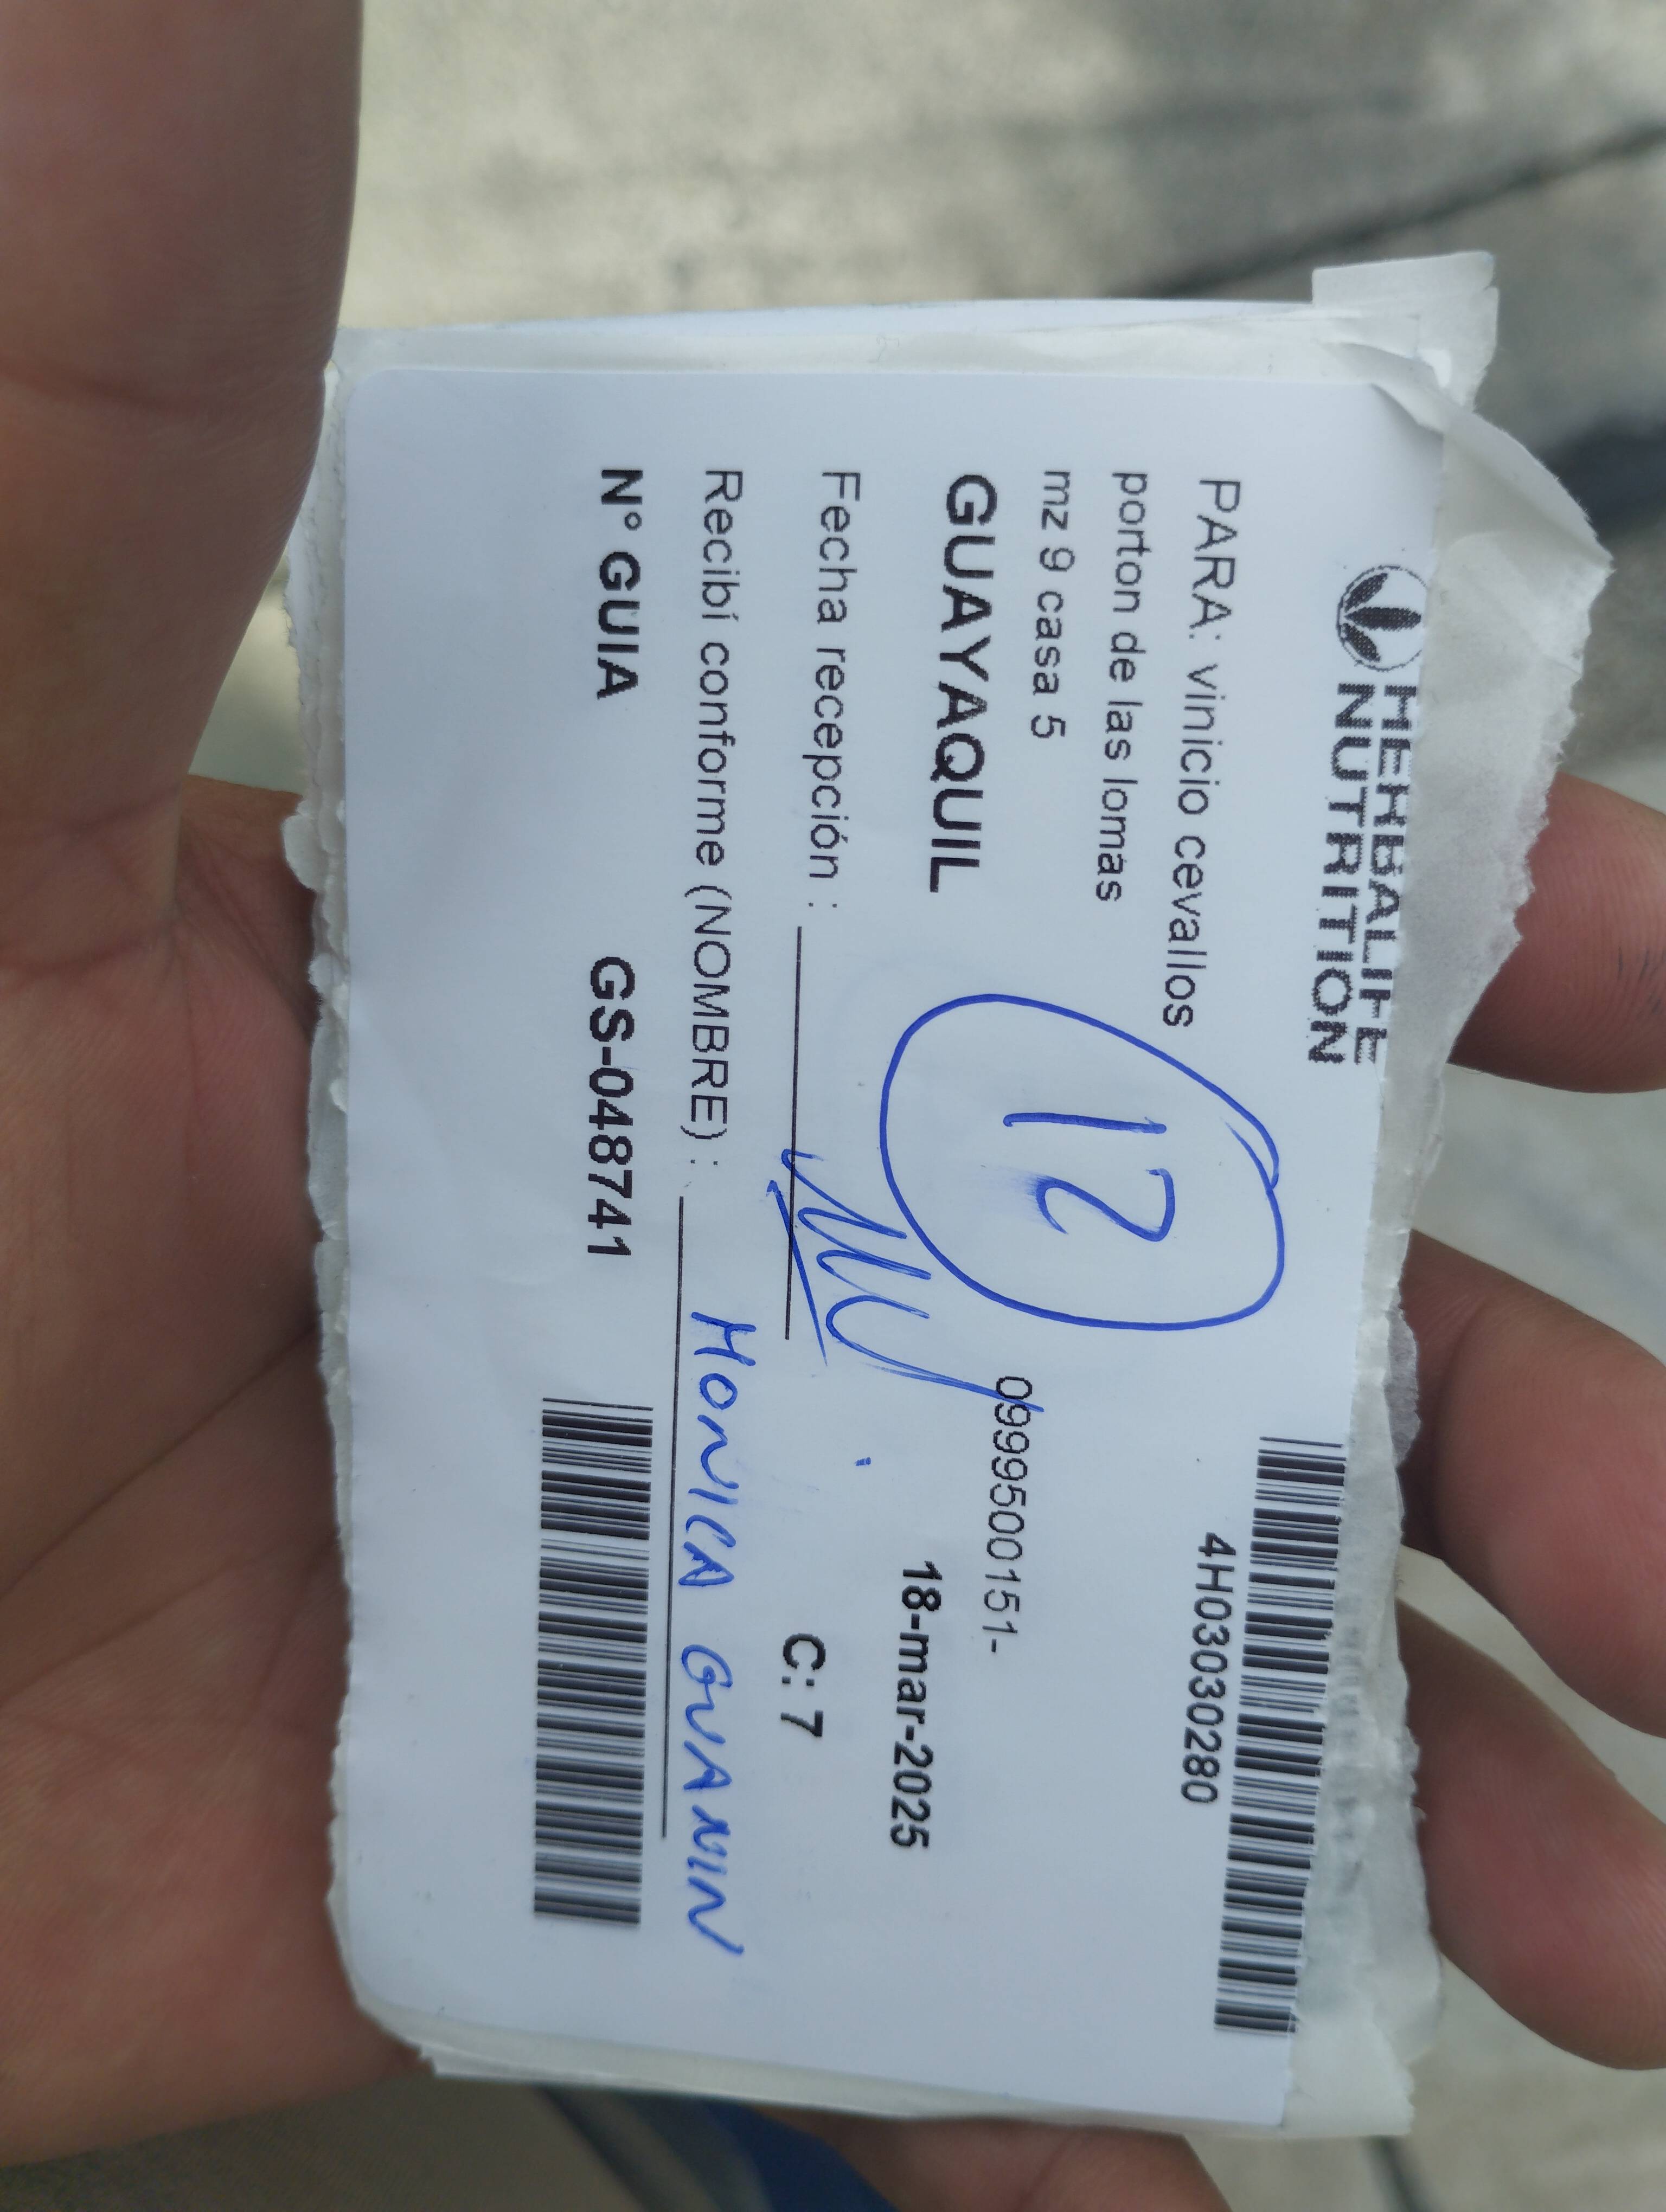 HERBALIFE
NUTRITION
4H03030280
PARA: vinicio cevallos
porton de las lomas
mz 9 casa 5
12
0999500151-
GUAYAQUIL
18-mar-2025
Fecha recepción :
C: 7
Recibí conforme (NOMBRE) : MONICA GUAMIN
N° GUIA GS-048741